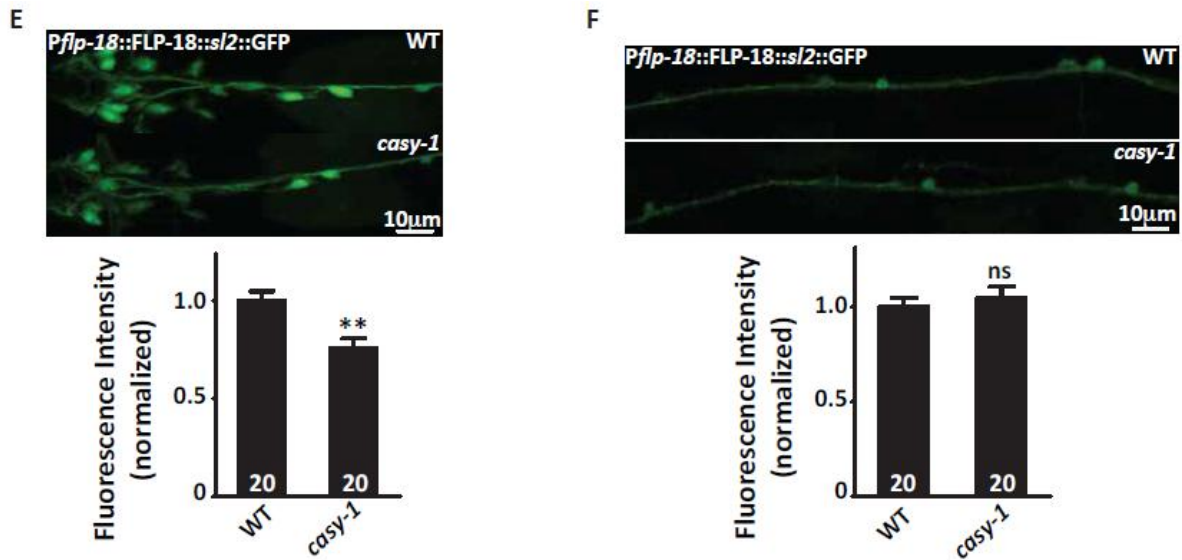 E
Pflp-18::FLP-18::sl2::GFP WT
casy-1
10µm
Fluorescence Intensity
(normalized)
1.0
0.5
0
20 20
WT casy-1
**
F
Pflp-18::FLP-18::sl2::GFP WT
casy-1
10µm
Fluorescence Intensity
(normalized)
1.0
0.5
0
ns
20 20
WT casy-1